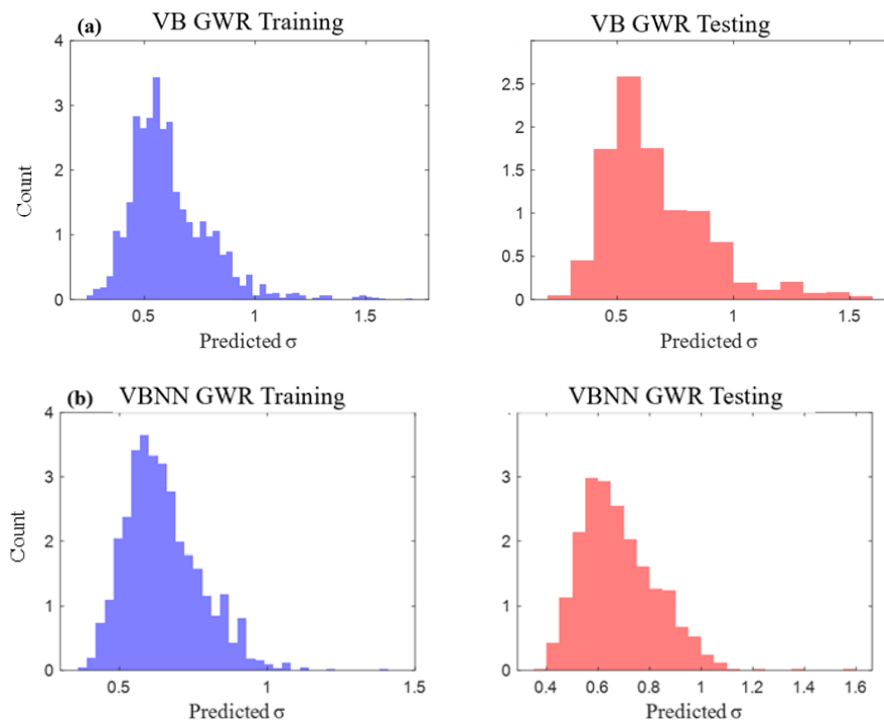 (a) VB GWR Training
VB GWR Testing
Count
4
3
2
1
0
0.5 1 1.5
Predicted σ
2.5
2
1.5
1
0.5
0
0.5 1 1.5
Predicted σ
(b) VBNN GWR Training
VBNN GWR Testing
Count
4
3
2
1
0
0.5 1 1.5
Predicted σ
4
3
2
1
0
0.4 0.6 0.8 1 1.2 1.4 1.6
Predicted σ